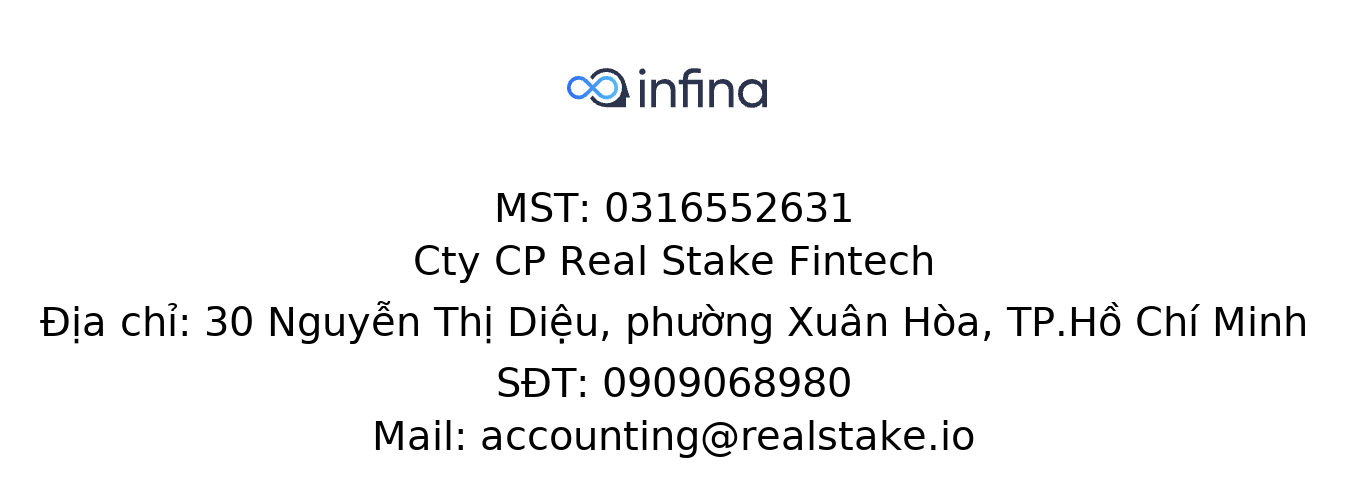 infina
MST: 0316552631
Cty CP Real Stake Fintech
Địa chỉ: 30 Nguyễn Thị Diệu, phường Xuân Hòa, TP.Hồ Chí Minh
SĐT: 0909068980
Mail: accounting@realstake.io